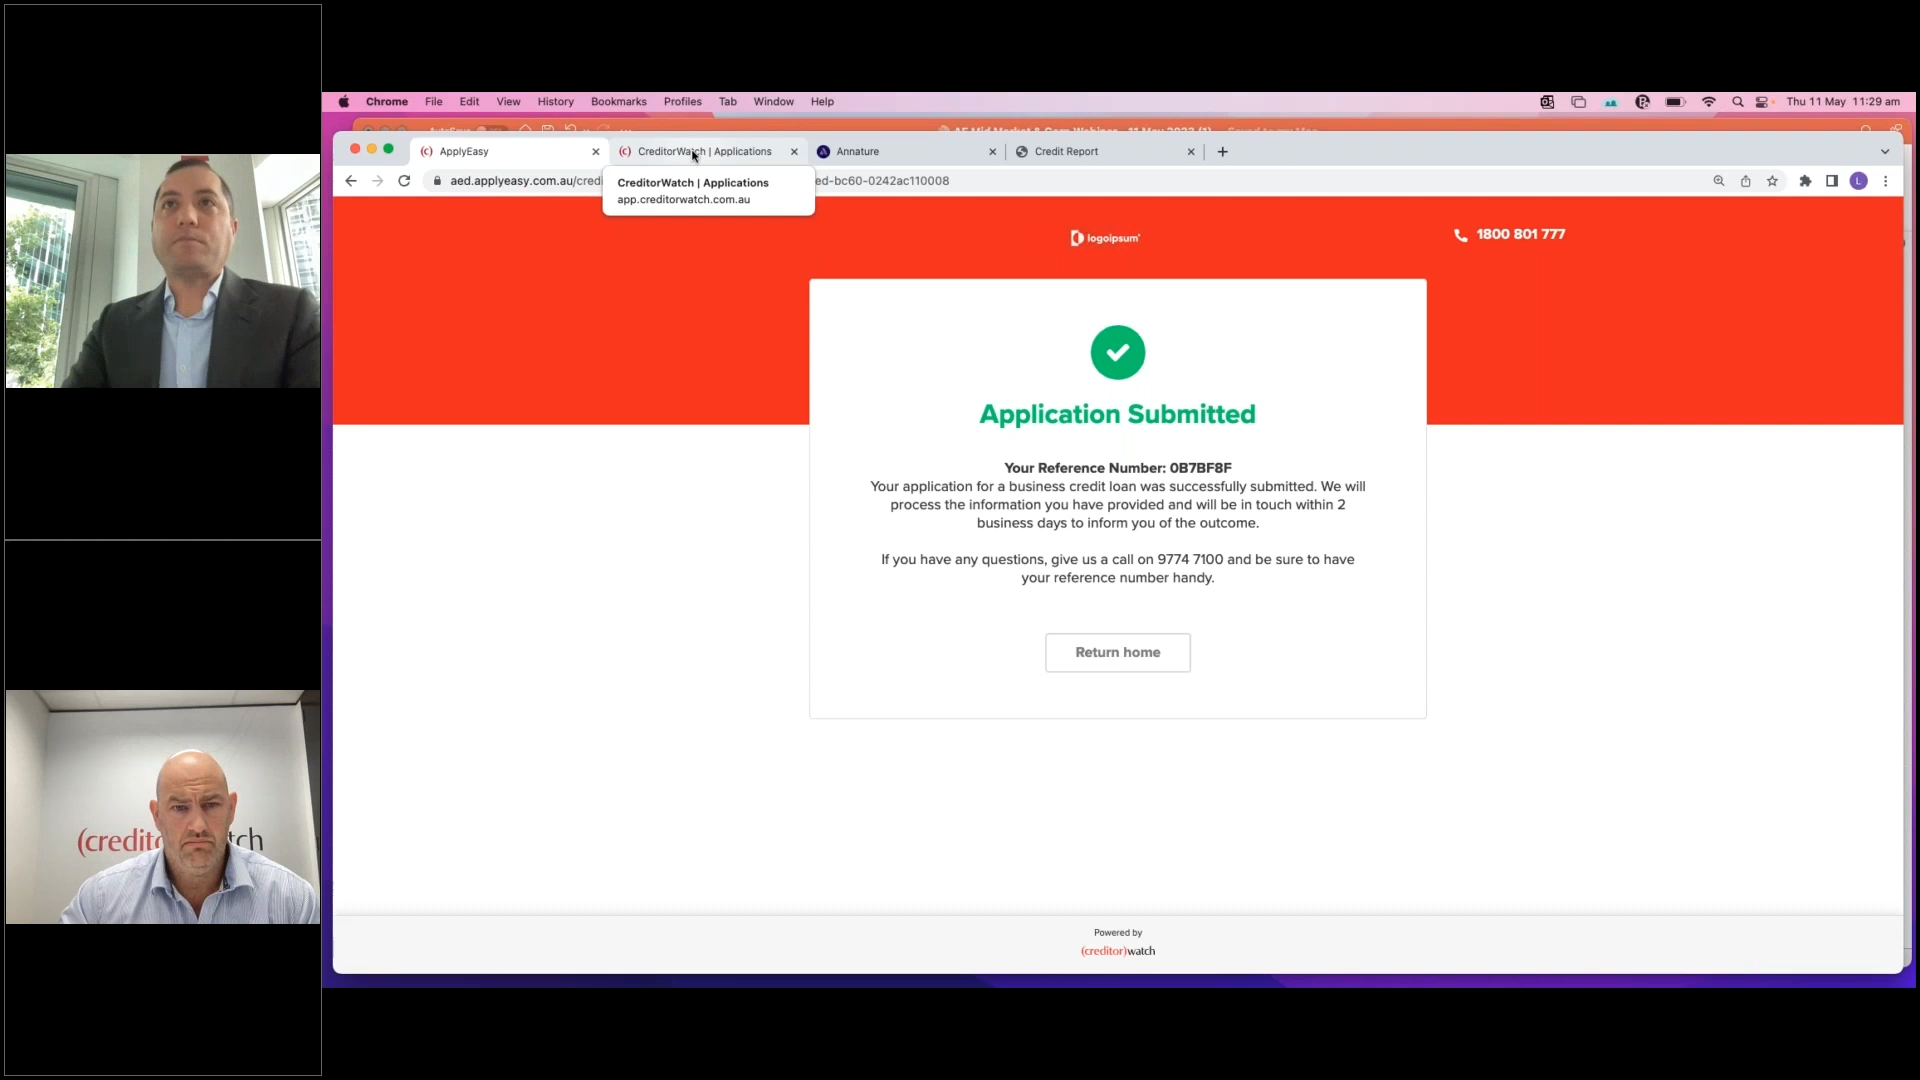 Chrome File Edit View History Bookmarks Profiles Tab Window Help
Thu 11 May 11:29 am
ApplyEasy
CreditorWatch | Applications
Annature
Credit Report
aed.applyeasy.com.au/credi
ed-bc60-0242ac110008
CreditorWatch | Applications
app.creditorwatch.com.au
logoipsum
1800 801 777
Application Submitted
Your Reference Number: 0B7BF8F
Your application for a business credit loan was successfully submitted. We will
process the information you have provided and will be in touch within 2
business days to inform you of the outcome.
If you have any questions, give us a call on 9774 7100 and be sure to have
your reference number handy.
Return home
Powered by
(creditor)watch
(credito
tch